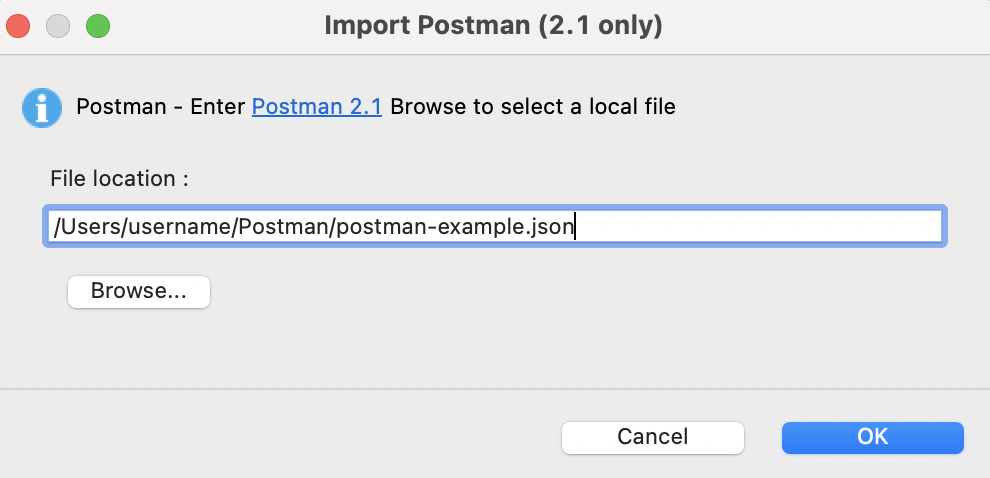 Import Postman (2.1 only)
Postman - Enter Postman 2.1 Browse to select a local file
File location :
/Users/username/Postman/postman-example.json
Browse...
Cancel
OK